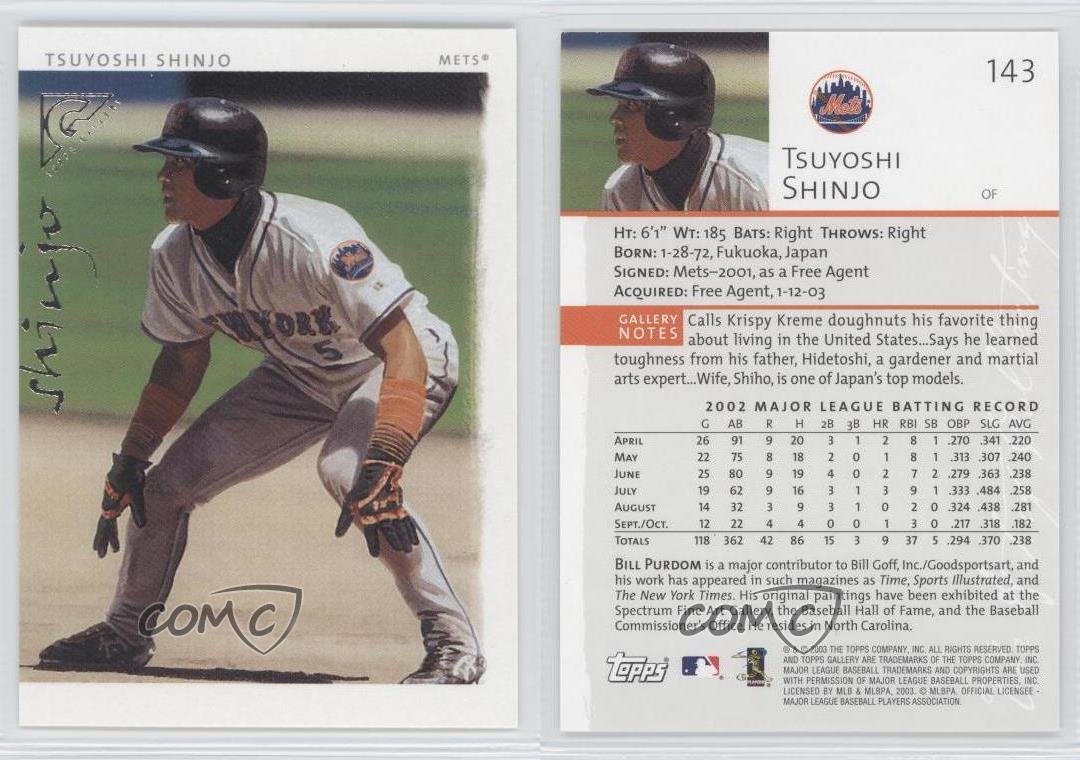 TSUYOSHI SHINJO METS®
shinjo
NEW YORK
5
COMC
143
Mets
TSUYOSHI
SHINJO
OF
HT: 6'1" WT: 185 BATS: Right THROWS: Right
BORN: 1-28-72, Fukuoka, Japan
SIGNED: Mets–2001, as a Free Agent
ACQUIRED: Free Agent, 1-12-03
GALLERY
NOTES
Calls Krispy Kreme doughnuts his favorite thing
about living in the United States...Says he learned
toughness from his father, Hidetoshi, a gardener and martial
arts expert...Wife, Shiho, is one of Japan's top models.
2002 MAJOR LEAGUE BATTING RECORD
G AB R H 2B 3B HR RBI SB OBP SLG AVG
APRIL 26 91 9 20 3 1 2 8 1 .270 .341 .220
MAY 22 75 8 18 2 0 1 8 1 .313 .307 .240
JUNE 25 80 9 19 4 0 2 7 2 .279 .363 .238
JULY 19 62 9 16 3 1 3 9 1 .333 .484 .258
AUGUST 14 32 3 9 3 1 0 2 0 .324 .438 .281
SEPT./OCT. 12 22 4 4 0 0 1 3 0 .217 .318 .182
TOTALS 118 362 42 86 15 3 9 37 5 .294 .370 .238
BILL PURDOM is a major contributor to Bill Goff, Inc./Goodsportsart, and
his work has appeared in such magazines as Time, Sports Illustrated, and
The New York Times. His original paintings have been exhibited at the
Spectrum Fine Art Gallery, the Baseball Hall of Fame, and the Baseball
Commissioner's Office. He resides in North Carolina.
COMC
topps
® & © 2003 THE TOPPS COMPANY, INC. ALL RIGHTS RESERVED. TOPPS
AND TOPPS GALLERY ARE TRADEMARKS OF THE TOPPS COMPANY, INC.
MAJOR LEAGUE BASEBALL TRADEMARKS AND COPYRIGHTS ARE USED
WITH PERMISSION OF MAJOR LEAGUE BASEBALL PROPERTIES, INC.
LICENSED BY MLB & MLBPA, 2003. © MLBPA. OFFICIAL LICENSEE -
MAJOR LEAGUE BASEBALL PLAYERS ASSOCIATION.